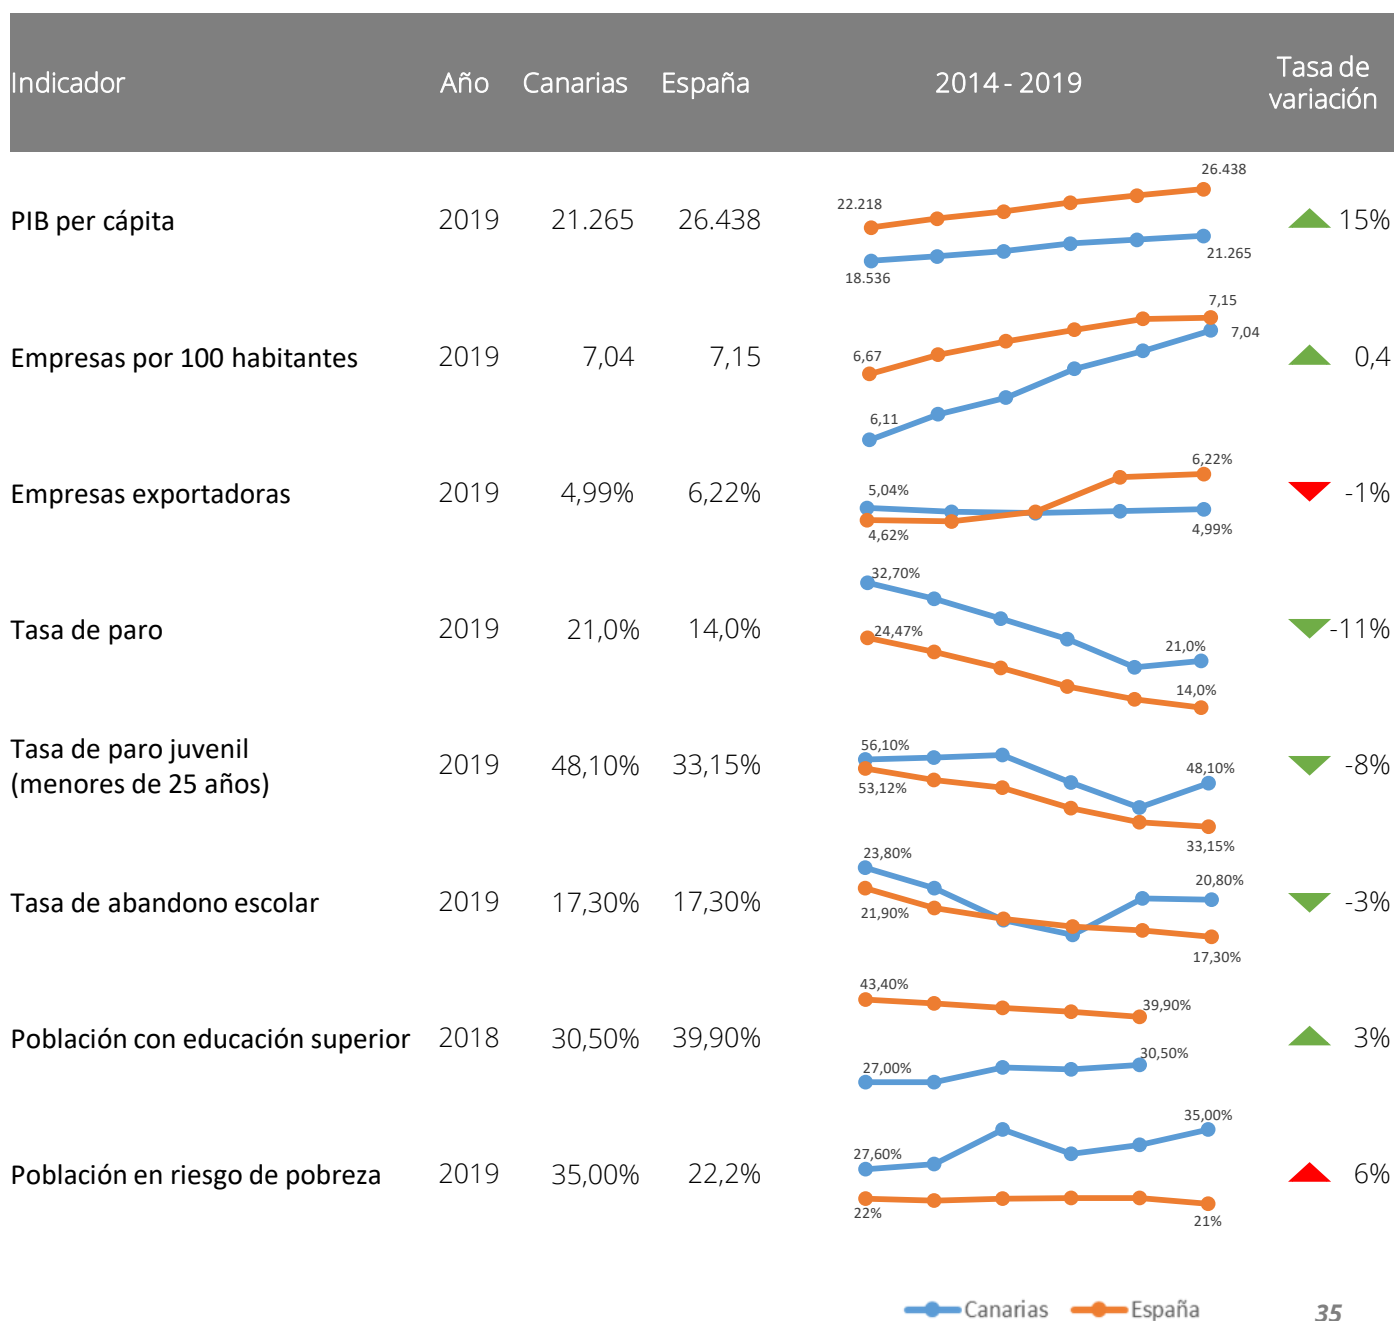 Indicador Año Canarias España 2014 - 2019 Tasa de variación
26.438
22.218
PIB per cápita 2019 21.265 26.438 15%
21.265
18.536
7,15
7,04
Empresas por 100 habitantes 2019 7,04 7,15 0,4
6,67
6,11
6,22%
5,04%
Empresas exportadoras 2019 4,99% 6,22% -1%
4,62%
4,99%
32,70%
Tasa de paro 2019 21,0% 14,0% -11%
24,47%
21,0%
14,0%
Tasa de paro juvenil
(menores de 25 años) 2019 48,10% 33,15% -8%
56,10%
48,10%
53,12%
33,15%
23,80%
20,80%
Tasa de abandono escolar 2019 17,30% 17,30% -3%
21,90%
17,30%
43,40%
39,90%
Población con educación superior 2018 30,50% 39,90% 3%
30,50%
27,00%
35,00%
27,60%
Población en riesgo de pobreza 2019 35,00% 22,2% 6%
22%
21%
Canarias España 35